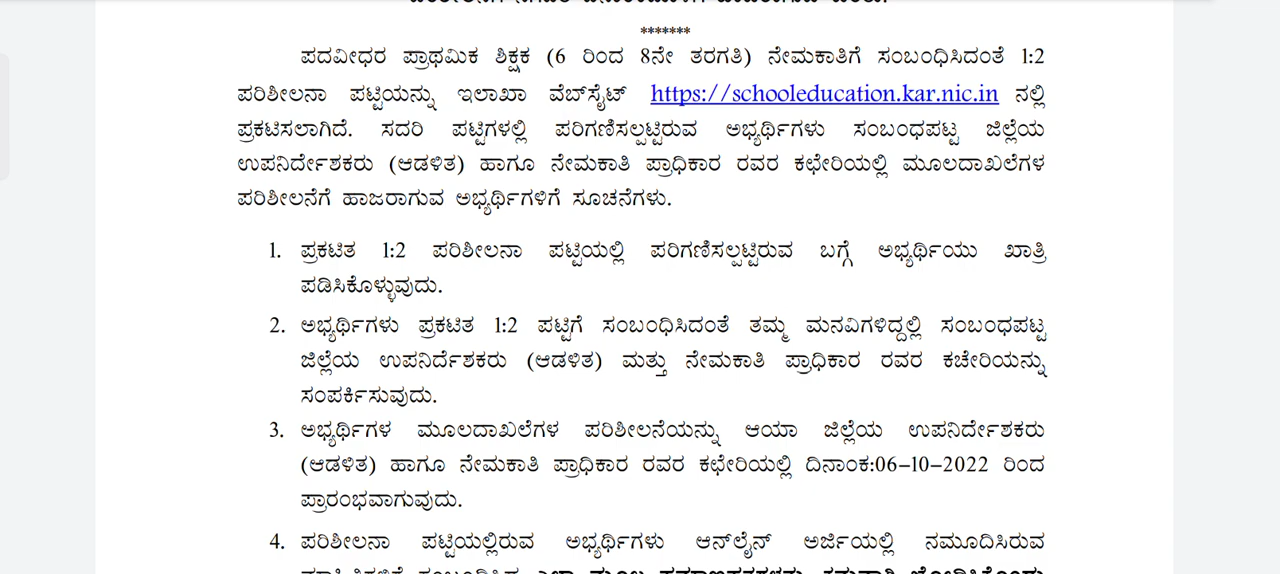 *******
ಪದವೀಧರ ಪ್ರಾಥಮಿಕ ಶಿಕ್ಷಕ (6 ರಿಂದ 8ನೇ ತರಗತಿ) ನೇಮಕಾತಿಗೆ ಸಂಬಂಧಿಸಿದಂತೆ 1:2
ಪರಿಶೀಲನಾ ಪಟ್ಟಿಯನ್ನು ಇಲಾಖಾ ವೆಬ್‌ಸೈಟ್ https://schooleducation.kar.nic.in ನಲ್ಲಿ
ಪ್ರಕಟಿಸಲಾಗಿದೆ. ಸದರಿ ಪಟ್ಟಿಗಳಲ್ಲಿ ಪರಿಗಣಿಸಲ್ಪಟ್ಟಿರುವ ಅಭ್ಯರ್ಥಿಗಳು ಸಂಬಂಧಪಟ್ಟ ಜಿಲ್ಲೆಯ
ಉಪನಿರ್ದೇಶಕರು (ಆಡಳಿತ) ಹಾಗೂ ನೇಮಕಾತಿ ಪ್ರಾಧಿಕಾರ ರವರ ಕಛೇರಿಯಲ್ಲಿ ಮೂಲದಾಖಲೆಗಳ
ಪರಿಶೀಲನೆಗೆ ಹಾಜರಾಗುವ ಅಭ್ಯರ್ಥಿಗಳಿಗೆ ಸೂಚನೆಗಳು.
1. ಪ್ರಕಟಿತ 1:2 ಪರಿಶೀಲನಾ ಪಟ್ಟಿಯಲ್ಲಿ ಪರಿಗಣಿಸಲ್ಪಟ್ಟಿರುವ ಬಗ್ಗೆ ಅಭ್ಯರ್ಥಿಯು ಖಾತ್ರಿ
ಪಡಿಸಿಕೊಳ್ಳುವುದು.
2. ಅಭ್ಯರ್ಥಿಗಳು ಪ್ರಕಟಿತ 1:2 ಪಟ್ಟಿಗೆ ಸಂಬಂಧಿಸಿದಂತೆ ತಮ್ಮ ಮನವಿಗಳಿದ್ದಲ್ಲಿ ಸಂಬಂಧಪಟ್ಟ
ಜಿಲ್ಲೆಯ ಉಪನಿರ್ದೆಶಕರು (ಆಡಳಿತ) ಮತ್ತು ನೇಮಕಾತಿ ಪ್ರಾಧಿಕಾರ ರವರ ಕಚೇರಿಯನ್ನು
ಸಂಪರ್ಕಿಸುವುದು.
3. ಅಭ್ಯರ್ಥಿಗಳ ಮೂಲದಾಖಲೆಗಳ ಪರಿಶೀಲನೆಯನ್ನು ಆಯಾ ಜಿಲ್ಲೆಯ ಉಪನಿರ್ದೇಶಕರು
(ಆಡಳಿತ) ಹಾಗೂ ನೇಮಕಾತಿ ಪ್ರಾಧಿಕಾರ ರವರ ಕಛೇರಿಯಲ್ಲಿ ದಿನಾಂಕ:06-10-2022 ರಿಂದ
ಪ್ರಾರಂಭವಾಗುವುದು.
4. ಪರಿಶೀಲನಾ ಪಟ್ಟಿಯಲ್ಲಿರುವ ಅಭ್ಯರ್ಥಿಗಳು ಆನ್‌ಲೈನ್ ಅರ್ಜಿಯಲ್ಲಿ ನಮೂದಿಸಿರುವ